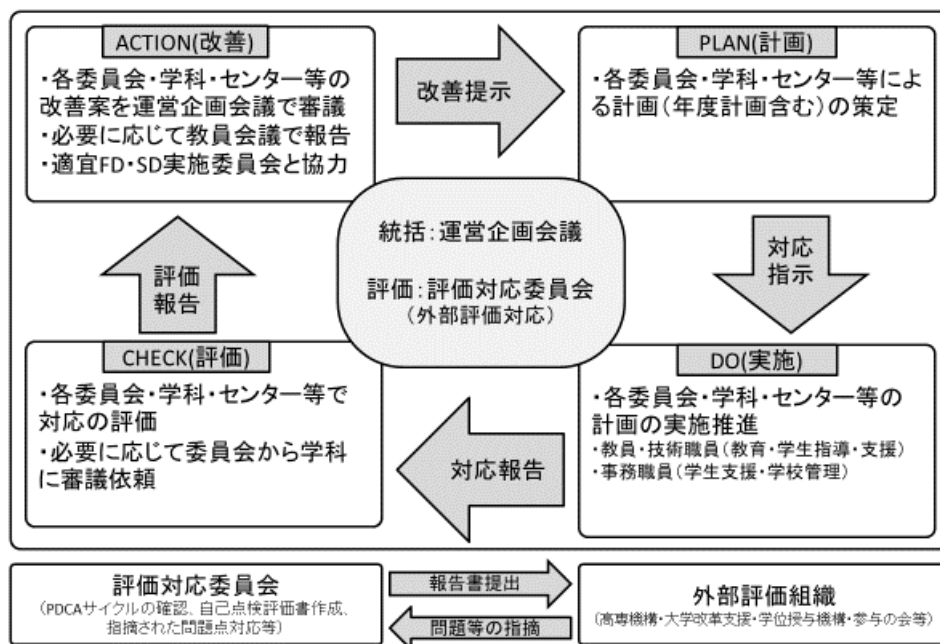 ACTION(改善)
・各委員会・学科・センター等の
改善案を運営企画会議で審議
・必要に応じて教員会議で報告
・適宜FD・SD実施委員会と協力
改善提示
PLAN(計画)
・各委員会・学科・センター等によ
る計画(年度計画含む)の策定
統括:運営企画会議
評価:評価対応委員会
(外部評価対応)
対応
指示
評価
報告
CHECK(評価)
・各委員会・学科・センター等で
対応の評価
・必要に応じて委員会から学科
に審議依頼
対応報告
DO(実施)
・各委員会・学科・センター等の
計画の実施推進
・教員・技術職員(教育・学生指導・支援)
・事務職員(学生支援・学校管理)
評価対応委員会
(PDCAサイクルの確認、自己点検評価書作成、
指摘された問題点対応等)
報告書提出
問題等の指摘
外部評価組織
(高専機構・大学改革支援・学位授与機構・参与の会等)